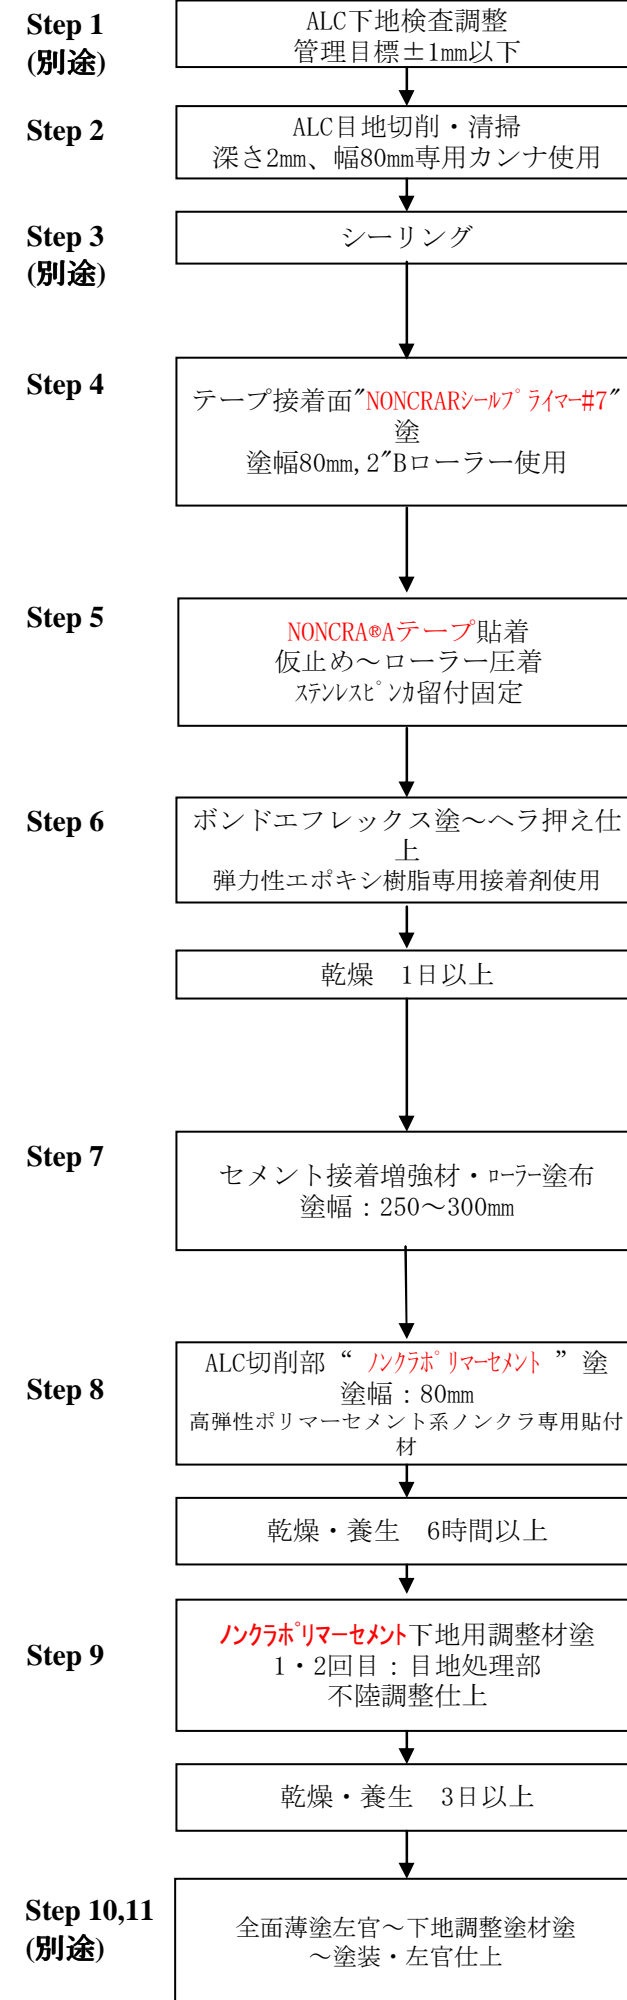 Step 1
(別途)
ALC下地検査調整
管理目標±1mm以下
Step 2
ALC目地切削・清掃
深さ2mm、幅80mm専用カンナ使用
Step 3
(別途)
シーリング
Step 4
テープ接着面"NONCRARシールプライマー#7"
塗
塗幅80mm,2"Bローラー使用
Step 5
NONCRA®Aテープ貼着
仮止め～ローラー圧着
ステンレスピンカ留付固定
Step 6
ボンドエフレックス塗～ヘラ押え仕
上
弾力性エポキシ樹脂専用接着剤使用
乾燥　1日以上
Step 7
セメント接着増強材・ローラー塗布
塗幅：250～300mm
Step 8
ALC切削部“ ノンクラポリマーセメント ”塗
塗幅：80mm
高弾性ポリマーセメント系ノンクラ専用貼付
材
乾燥・養生　6時間以上
Step 9
ノンクラポリマーセメント下地用調整材塗
1・2回目：目地処理部
不陸調整仕上
乾燥・養生　3日以上
Step 10,11
(別途)
全面薄塗左官～下地調整塗材塗
～塗装・左官仕上